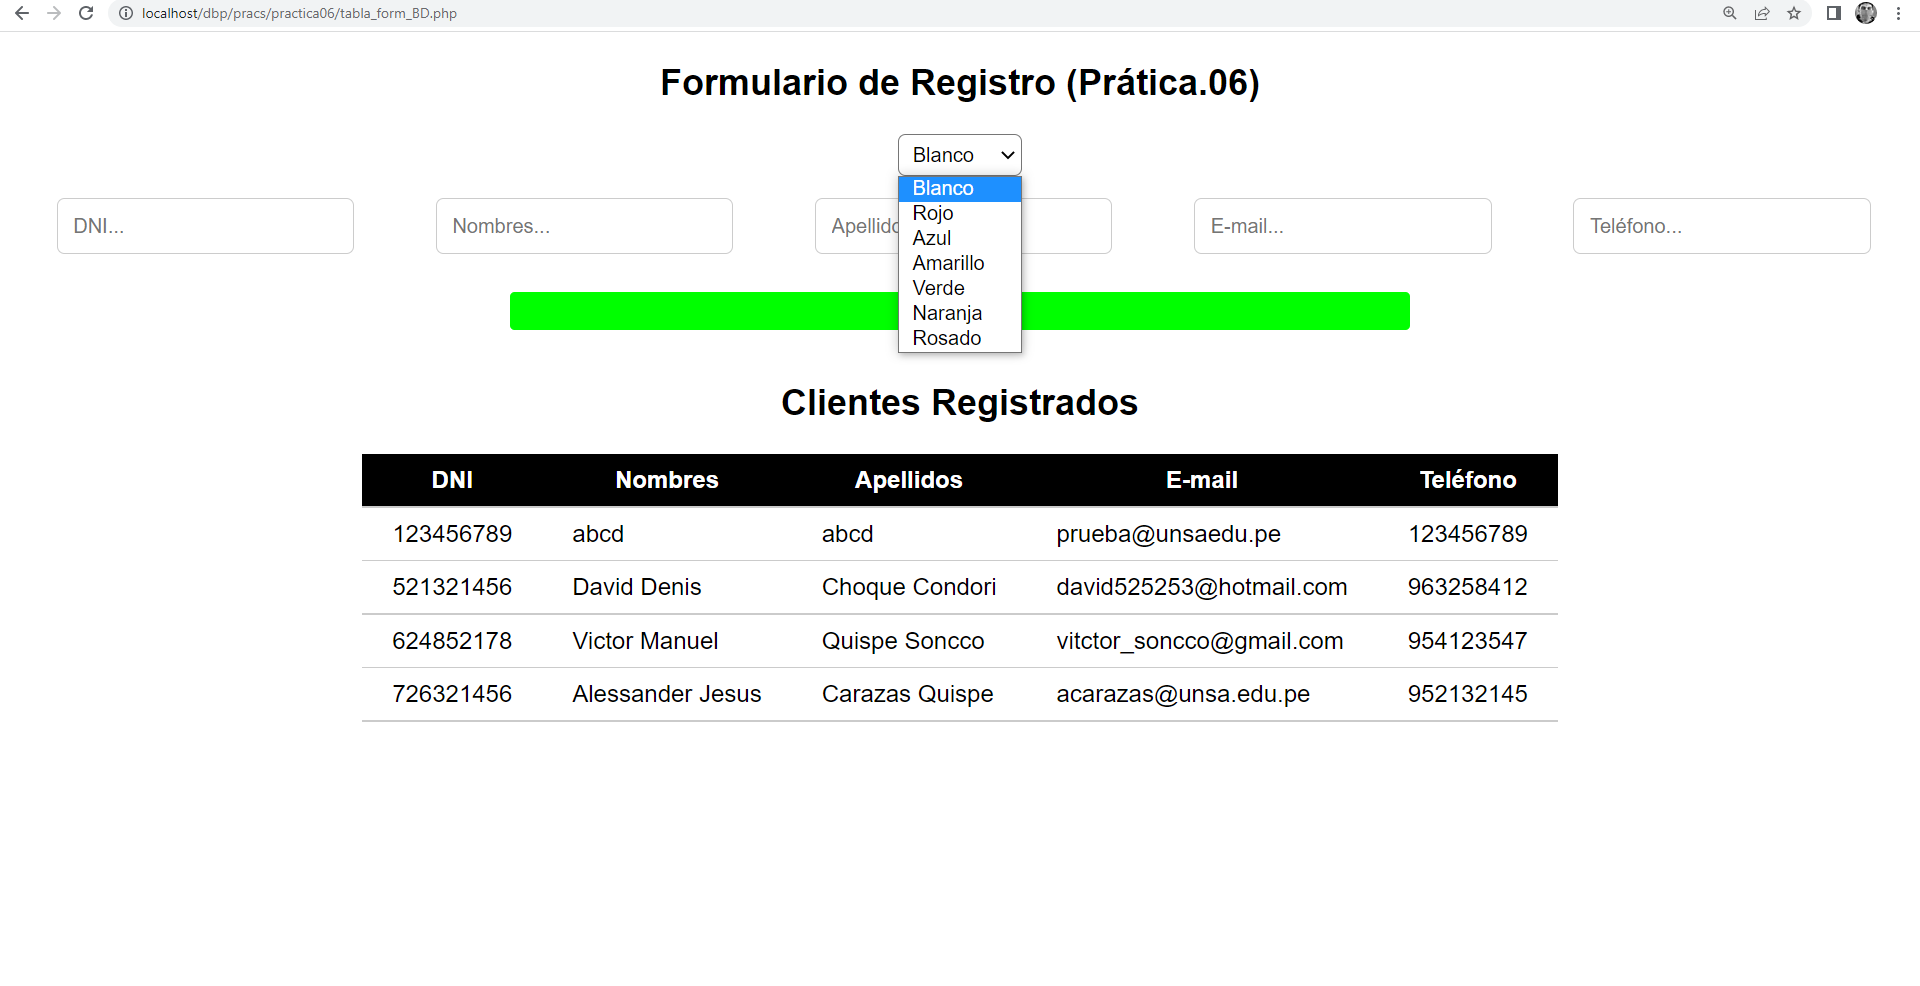 localhost/dbp/pracs/practica06/tabla_form_BD.php
Formulario de Registro (Prática.06)
Blanco
Blanco
Rojo
Azul
Amarillo
Verde
Naranja
Rosado
DNI... Nombres... E-mail... Teléfono...
Clientes Registrados
DNI Nombres Apellidos E-mail Teléfono
123456789 abcd abcd prueba@unsaedu.pe 123456789
521321456 David Denis Choque Condori david525253@hotmail.com 963258412
624852178 Victor Manuel Quispe Soncco vitctor_soncco@gmail.com 954123547
726321456 Alessander Jesus Carazas Quispe acarazas@unsa.edu.pe 952132145